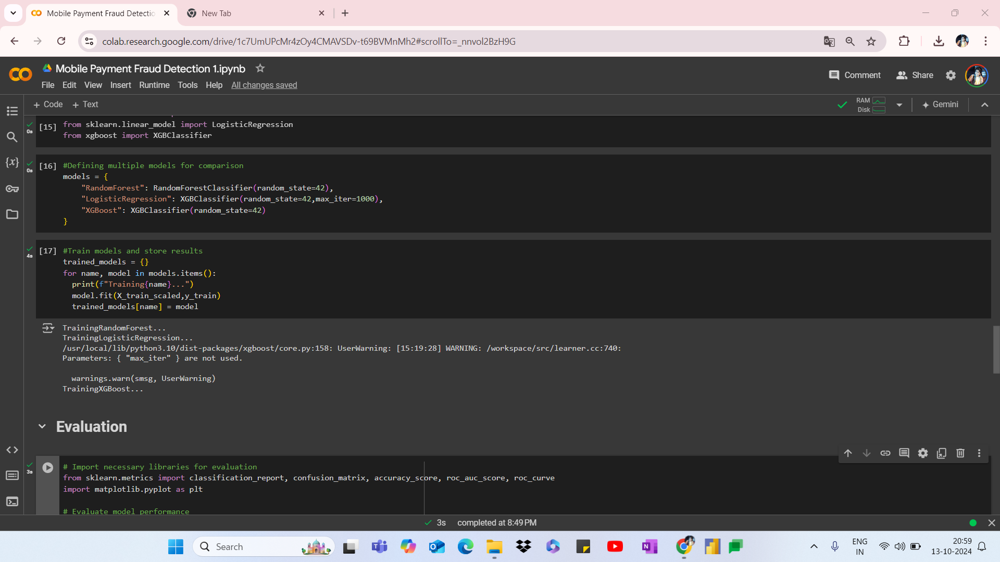 Mobile Payment Fraud Detectio
New Tab
colab.research.google.com/drive/1c7UmUPcMr4zOy4CMAVSDv-t69BVMnMh2#scrollTo=_nnvol2BzH9G
Mobile Payment Fraud Detection 1.ipynb
File Edit View Insert Runtime Tools Help All changes saved
Comment Share
+ Code + Text
RAM
Disk
Gemini
0s [15] from sklearn.linear_model import LogisticRegression
from xgboost import XGBClassifier
0s [16] #Defining multiple models for comparison
models = {
"RandomForest": RandomForestClassifier(random_state=42),
"LogisticRegression": XGBClassifier(random_state=42,max_iter=1000),
"XGBoost": XGBClassifier(random_state=42)
}
4s [17] #Train models and store results
trained_models = {}
for name, model in models.items():
print(f"Training{name}...")
model.fit(X_train_scaled,y_train)
trained_models[name] = model
TrainingRandomForest...
TrainingLogisticRegression...
/usr/local/lib/python3.10/dist-packages/xgboost/core.py:158: UserWarning: [15:19:28] WARNING: /workspace/src/learner.cc:740:
Parameters: { "max_iter" } are not used.
warnings.warn(smsg, UserWarning)
TrainingXGBoost...
Evaluation
3s # Import necessary libraries for evaluation
from sklearn.metrics import classification_report, confusion_matrix, accuracy_score, roc_auc_score, roc_curve
import matplotlib.pyplot as plt
# Evaluate model performance
3s completed at 8:49 PM
Search
ENG
IN
20:59
13-10-2024